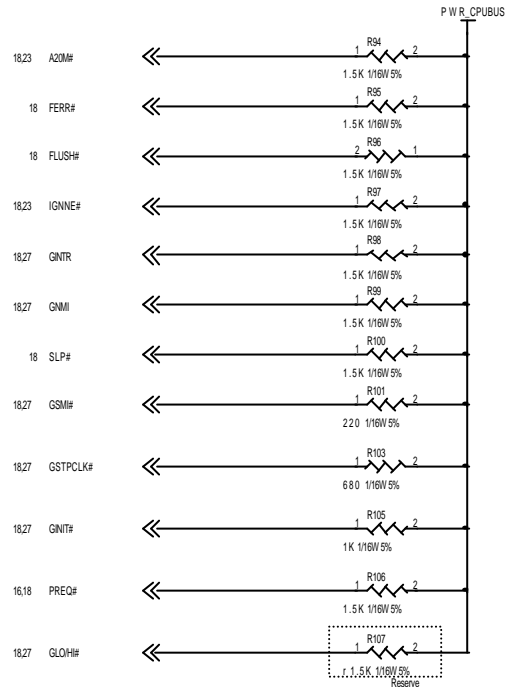 PWR_CPUBUS
18,23 A20M# 1 R94 2
1.5K 1/16W 5%
18 FERR# 1 R95 2
1.5K 1/16W 5%
18 FLUSH# 2 R96 1
1.5K 1/16W 5%
18,23 IGNNE# 1 R97 2
1.5K 1/16W 5%
18,27 GINTR 1 R98 2
1.5K 1/16W 5%
18,27 GNMI 1 R99 2
1.5K 1/16W 5%
18 SLP# 1 R100 2
1.5K 1/16W 5%
18,27 GSMI# 1 R101 2
220 1/16W 5%
18,27 GSTPCLK# 1 R103 2
680 1/16W 5%
18,27 GINIT# 1 R105 2
1K 1/16W 5%
16,18 PREQ# 1 R106 2
1.5K 1/16W 5%
18,27 GLO/HI# 1 R107 2
r_1.5K_1/16W 5%
Reserve